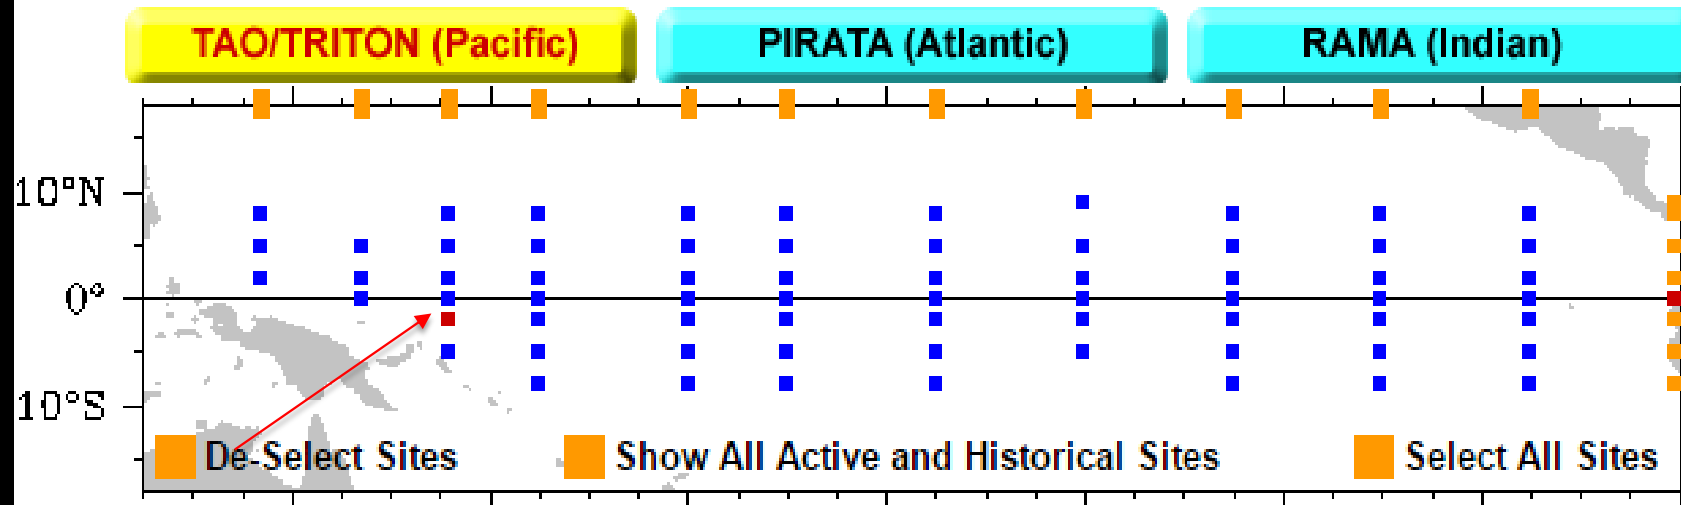 TAO/TRITON (Pacific) PIRATA (Atlantic) RAMA (Indian)
10°N
0°
10°S
De-Select Sites Show All Active and Historical Sites Select All Sites